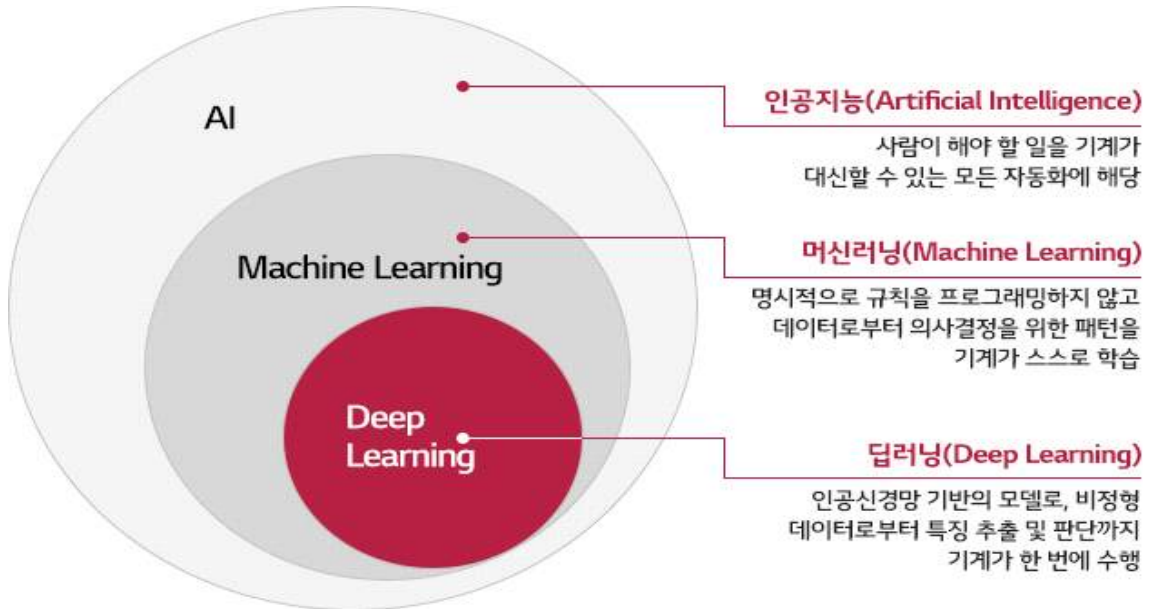 AI
Machine Learning
Deep
Learning
인공지능(Artificial Intelligence)
사람이 해야 할 일을 기계가
대신할 수 있는 모든 자동화에 해당
머신러닝(Machine Learning)
명시적으로 규칙을 프로그래밍하지 않고
데이터로부터 의사결정을 위한 패턴을
기계가 스스로 학습
딥러닝(Deep Learning)
인공신경망 기반의 모델로, 비정형
데이터로부터 특징 추출 및 판단까지
기계가 한 번에 수행